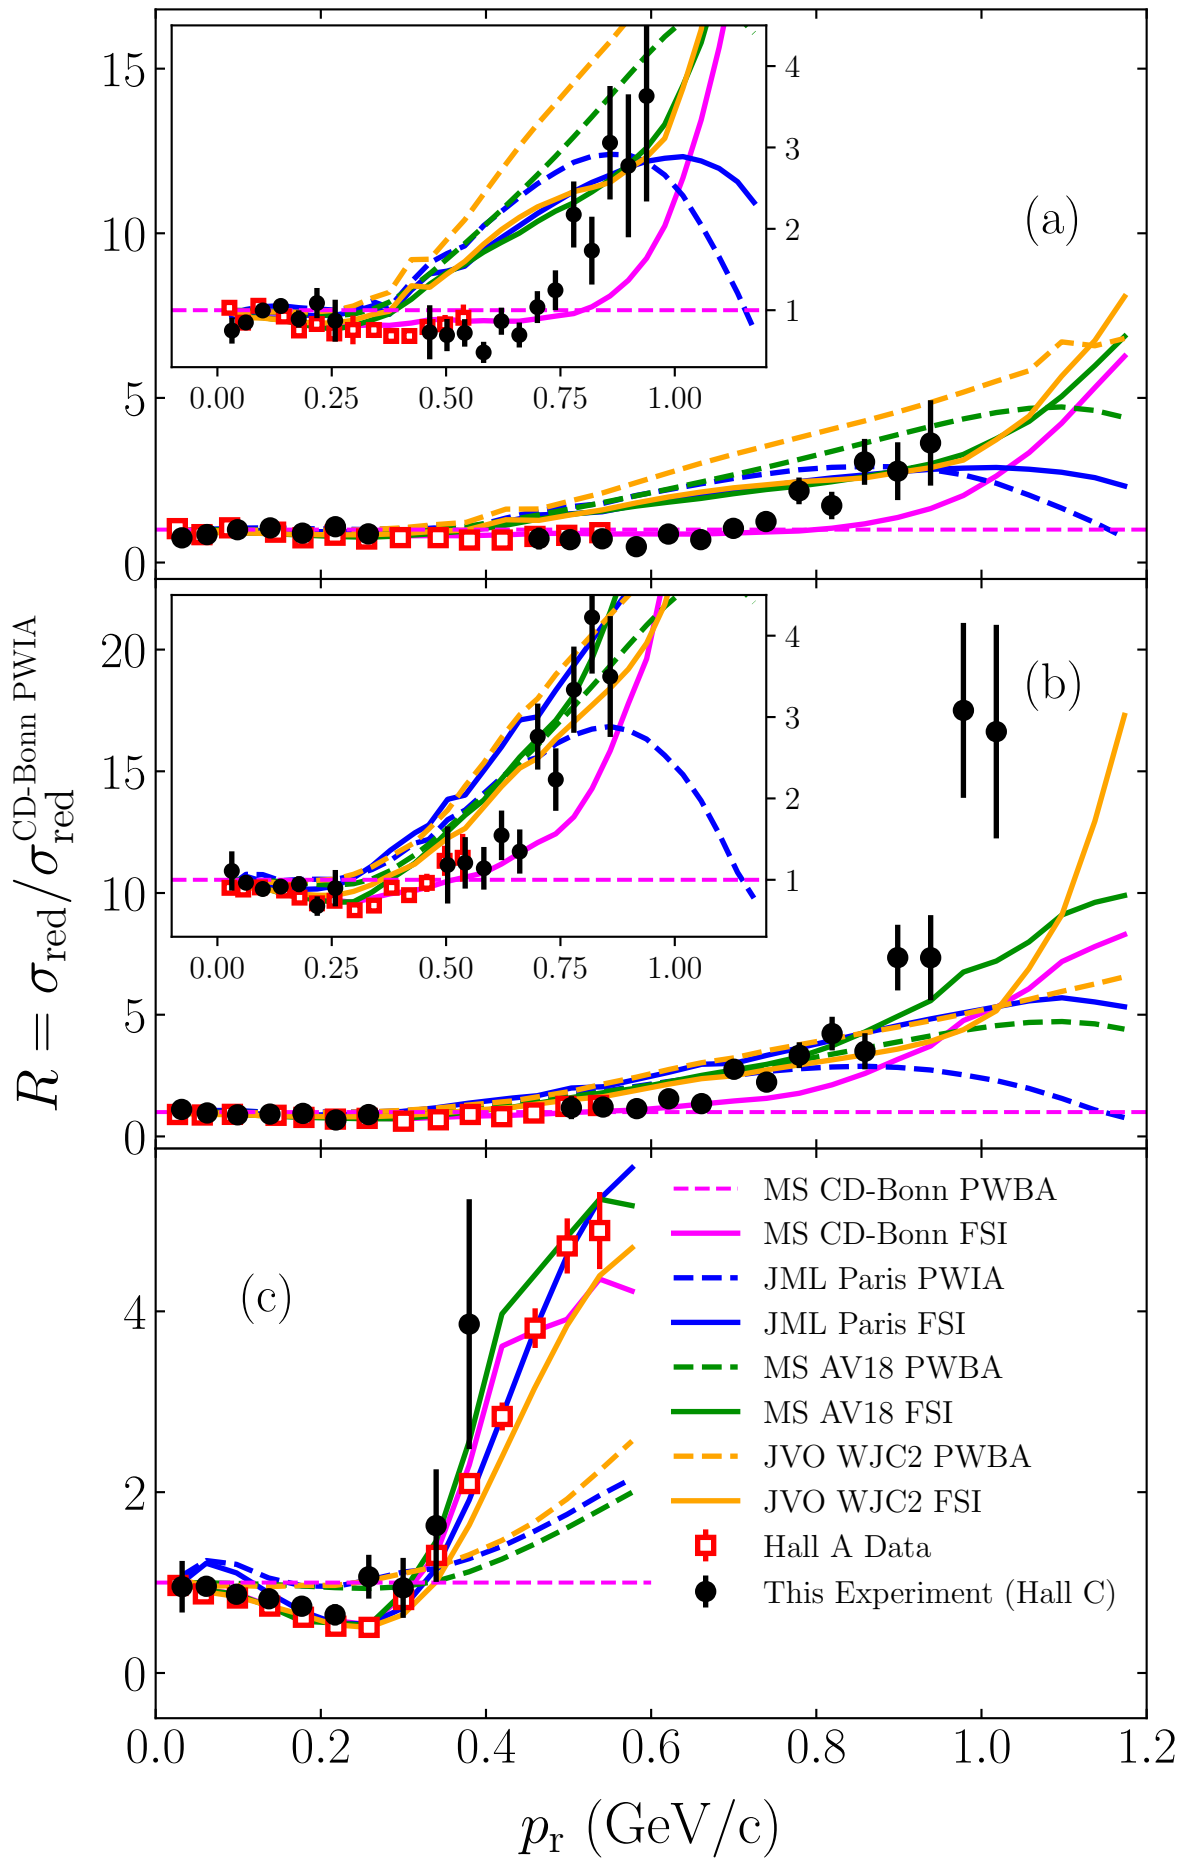 15
10
5
0
(a)
4
3
2
1
0.00 0.25 0.50 0.75 1.00
20
15
10
5
0
(b)
4
3
2
1
0.00 0.25 0.50 0.75 1.00
R = σred/σred^CD-Bonn PWIA
4
2
0
(c)
MS CD-Bonn PWBA
MS CD-Bonn FSI
JML Paris PWIA
JML Paris FSI
MS AV18 PWBA
MS AV18 FSI
JVO WJC2 PWBA
JVO WJC2 FSI
Hall A Data
This Experiment (Hall C)
0.0 0.2 0.4 0.6 0.8 1.0 1.2
pr (GeV/c)